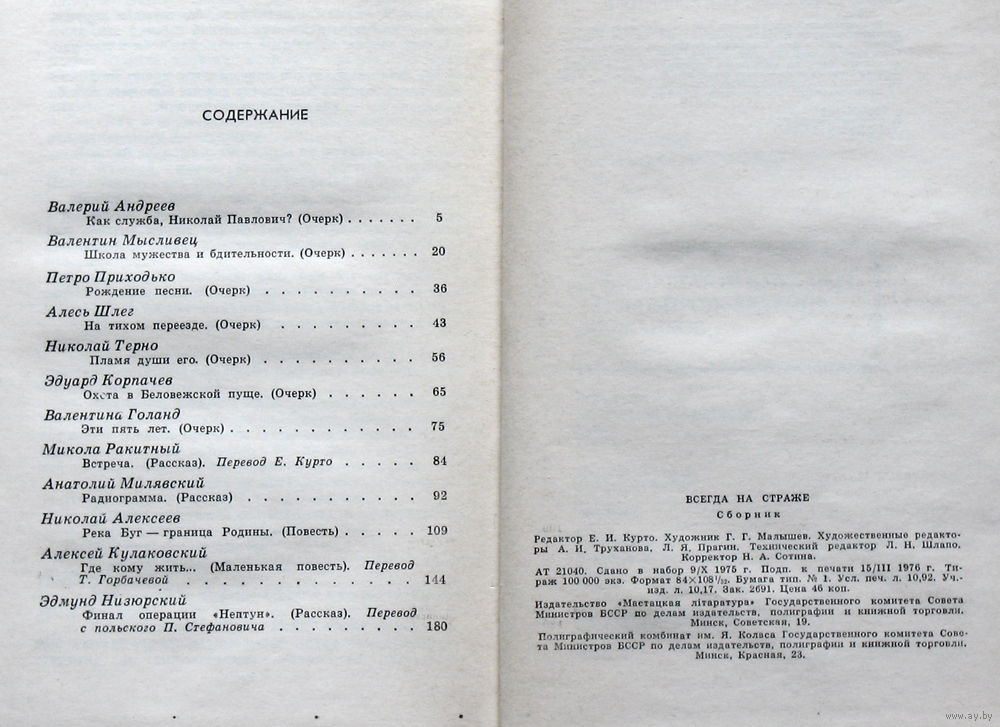 СОДЕРЖАНИЕ
Валерий Андреев
Как служба, Николай Павлович? (Очерк) . . . . . . . 5
Валентин Мысливец
Школа мужества и бдительности. (Очерк) . . . . . . . 20
Петро Приходько
Рождение песни. (Очерк) . . . . . . . . . . 36
Алесь Шлег
На тихом переезде. (Очерк) . . . . . . . . . 43
Николай Терно
Пламя души его. (Очерк) . . . . . . . . . . 56
Эдуард Корпачев
Охота в Беловежской пуще. (Очерк) . . . . . . 65
Валентина Голанд
Эти пять лет. (Очерк) . . . . . . . . . . . . 75
Микола Ракитный
Встреча. (Рассказ). Перевод Е. Курто . . . . . 84
Анатолий Милявский
Радиограмма. (Рассказ) . . . . . . . . . . . 92
Николай Алексеев
Река Буг — граница Родины. (Повесть) . . . . . 109
Алексей Кулаковский
Где кому жить... (Маленькая повесть). Перевод
Т. Горбачевой . . . . . . . . . . . . . 144
Эдмунд Низюрский
Финал операции «Нептун». (Рассказ). Перевод
с польского П. Стефановича . . . . . . . . . 180
ВСЕГДА НА СТРАЖЕ
Сборник
Редактор Е. И. Курто. Художник Г. Г. Малышев. Художественные редакто-
ры А. И. Труханова, Л. Я. Прагин. Технический редактор Л. Н. Шлапо.
Корректор Н. А. Сотина.
АТ 21040. Сдано в набор 9/X 1975 г. Подп. к печати 15/III 1976 г. Ти-
раж 100 000 экз. Формат 84×108 1/32. Бумага тип. № 1. Усл. печ. л. 10,92. Уч.-
изд. л. 10,17. Зак. 2691. Цена 46 коп.
Издательство «Мастацкая літаратура» Государственного комитета Совета
Министров БССР по делам издательств, полиграфии и книжной торговли.
Минск, Советская, 19.
Полиграфический комбинат им. Я. Коласа Государственного комитета Сове-
та Министров БССР по делам издательств, полиграфии и книжной торговли.
Минск, Красная, 23.
www.ay.by